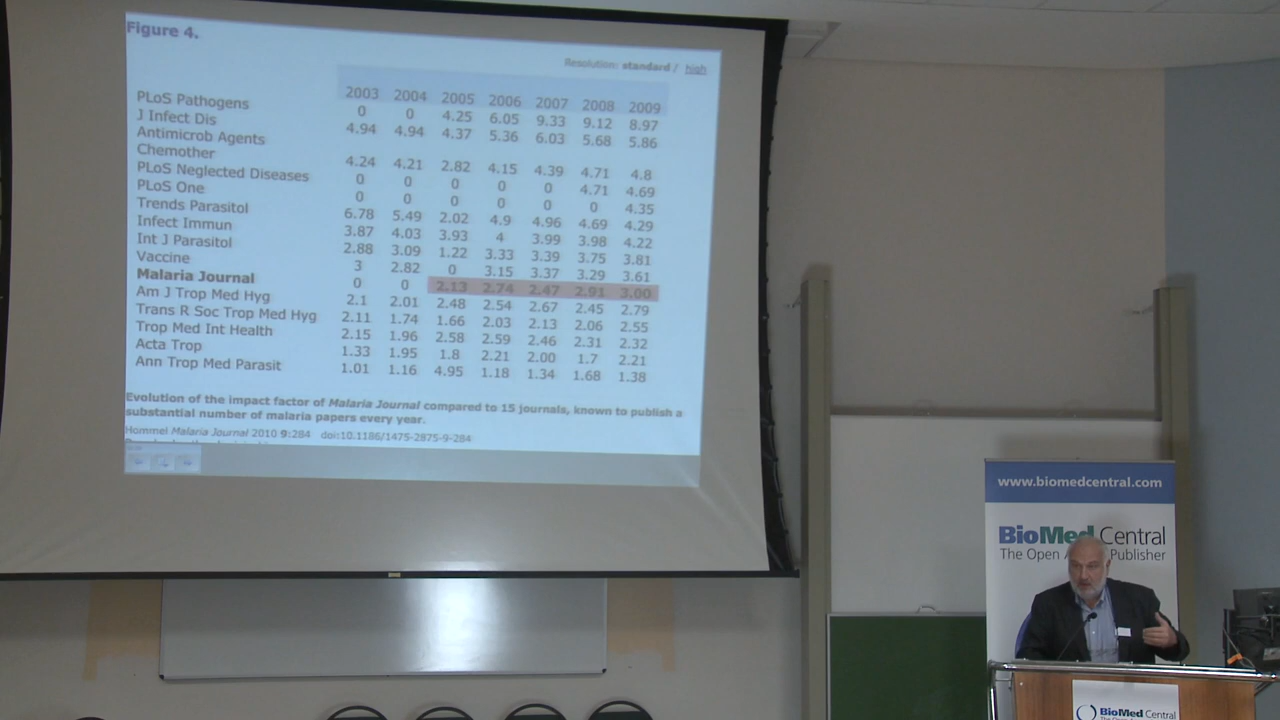 Figure 4.
Resolution: standard / high
2003 2004 2005 2006 2007 2008 2009
PLoS Pathogens 0 0 4.25 6.05 9.33 9.12 8.97
J Infect Dis 4.94 4.94 4.37 5.36 6.03 5.68 5.86
Antimicrob Agents
Chemother 4.24 4.21 2.82 4.15 4.39 4.71 4.8
PLoS Neglected Diseases 0 0 0 0 0 4.71 4.69
PLoS One 0 0 0 0 0 0 4.35
Trends Parasitol 6.78 5.49 2.02 4.9 4.96 4.69 4.29
Infect Immun 3.87 4.03 3.93 4 3.99 3.98 4.22
Int J Parasitol 2.88 3.09 1.22 3.33 3.39 3.75 3.81
Vaccine 3 2.82 0 3.15 3.37 3.29 3.61
Malaria Journal 0 0 2.13 2.74 2.47 2.91 3.00
Am J Trop Med Hyg 2.1 2.01 2.48 2.54 2.67 2.45 2.79
Trans R Soc Trop Med Hyg 2.11 1.74 1.66 2.03 2.13 2.06 2.55
Trop Med Int Health 2.15 1.96 2.58 2.59 2.46 2.31 2.32
Acta Trop 1.33 1.95 1.8 2.21 2.00 1.7 2.21
Ann Trop Med Parasit 1.01 1.16 4.95 1.18 1.34 1.68 1.38
Evolution of the impact factor of Malaria Journal compared to 15 journals, known to publish a
substantial number of malaria papers every year.
Hommel Malaria Journal 2010 9:284 doi:10.1186/1475-2875-9-284
www.biomedcentral.com
BioMed Central
The Open Publisher
BioMed Central